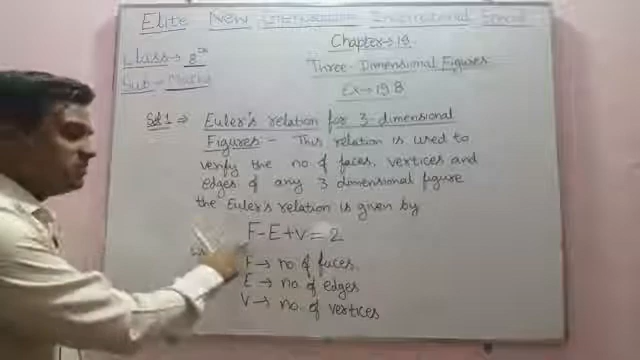 Elite New Dimensional Educational School
Chapter → 19
Class → 8th
Three-Dimensional Figures
Sub → Maths
Ex → 19.B
Sol 1 ⇒ Euler's relation for 3-dimensional
Figures:- This relation is used to
verify the no. of faces, vertices and
edges of any 3 dimensional figure
the Euler's relation is given by
F-E+V=2
F → no. of faces
E → no. of edges
V → no. of vertices